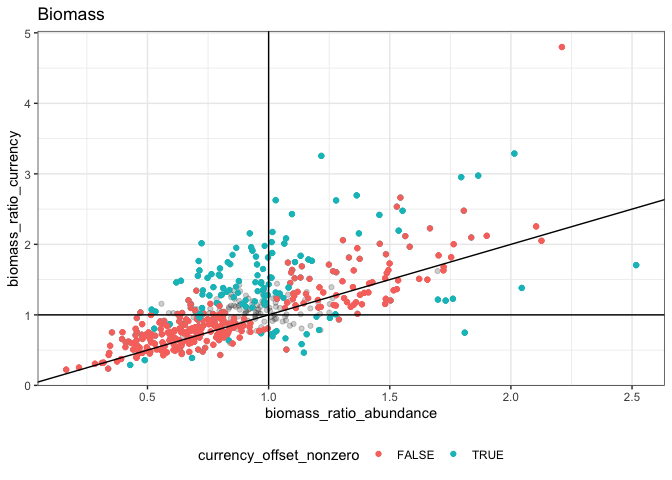 Biomass
biomass_ratio_currency
5
4
3
2
1
0
0.5
1.0
1.5
2.0
2.5
biomass_ratio_abundance
currency_offset_nonzero
FALSE
TRUE